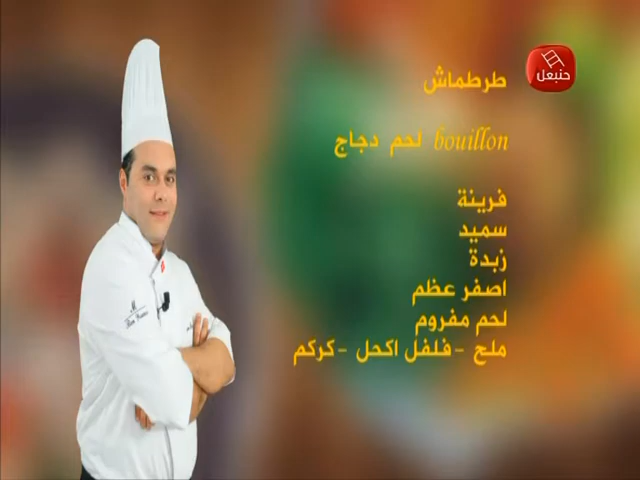 حنبعل
طرطماش
bouillon لحم دجاج
فرينة
سميد
زبدة
اصفر عظم
لحم مفروم
ملح - فلفل اكحل - كركم